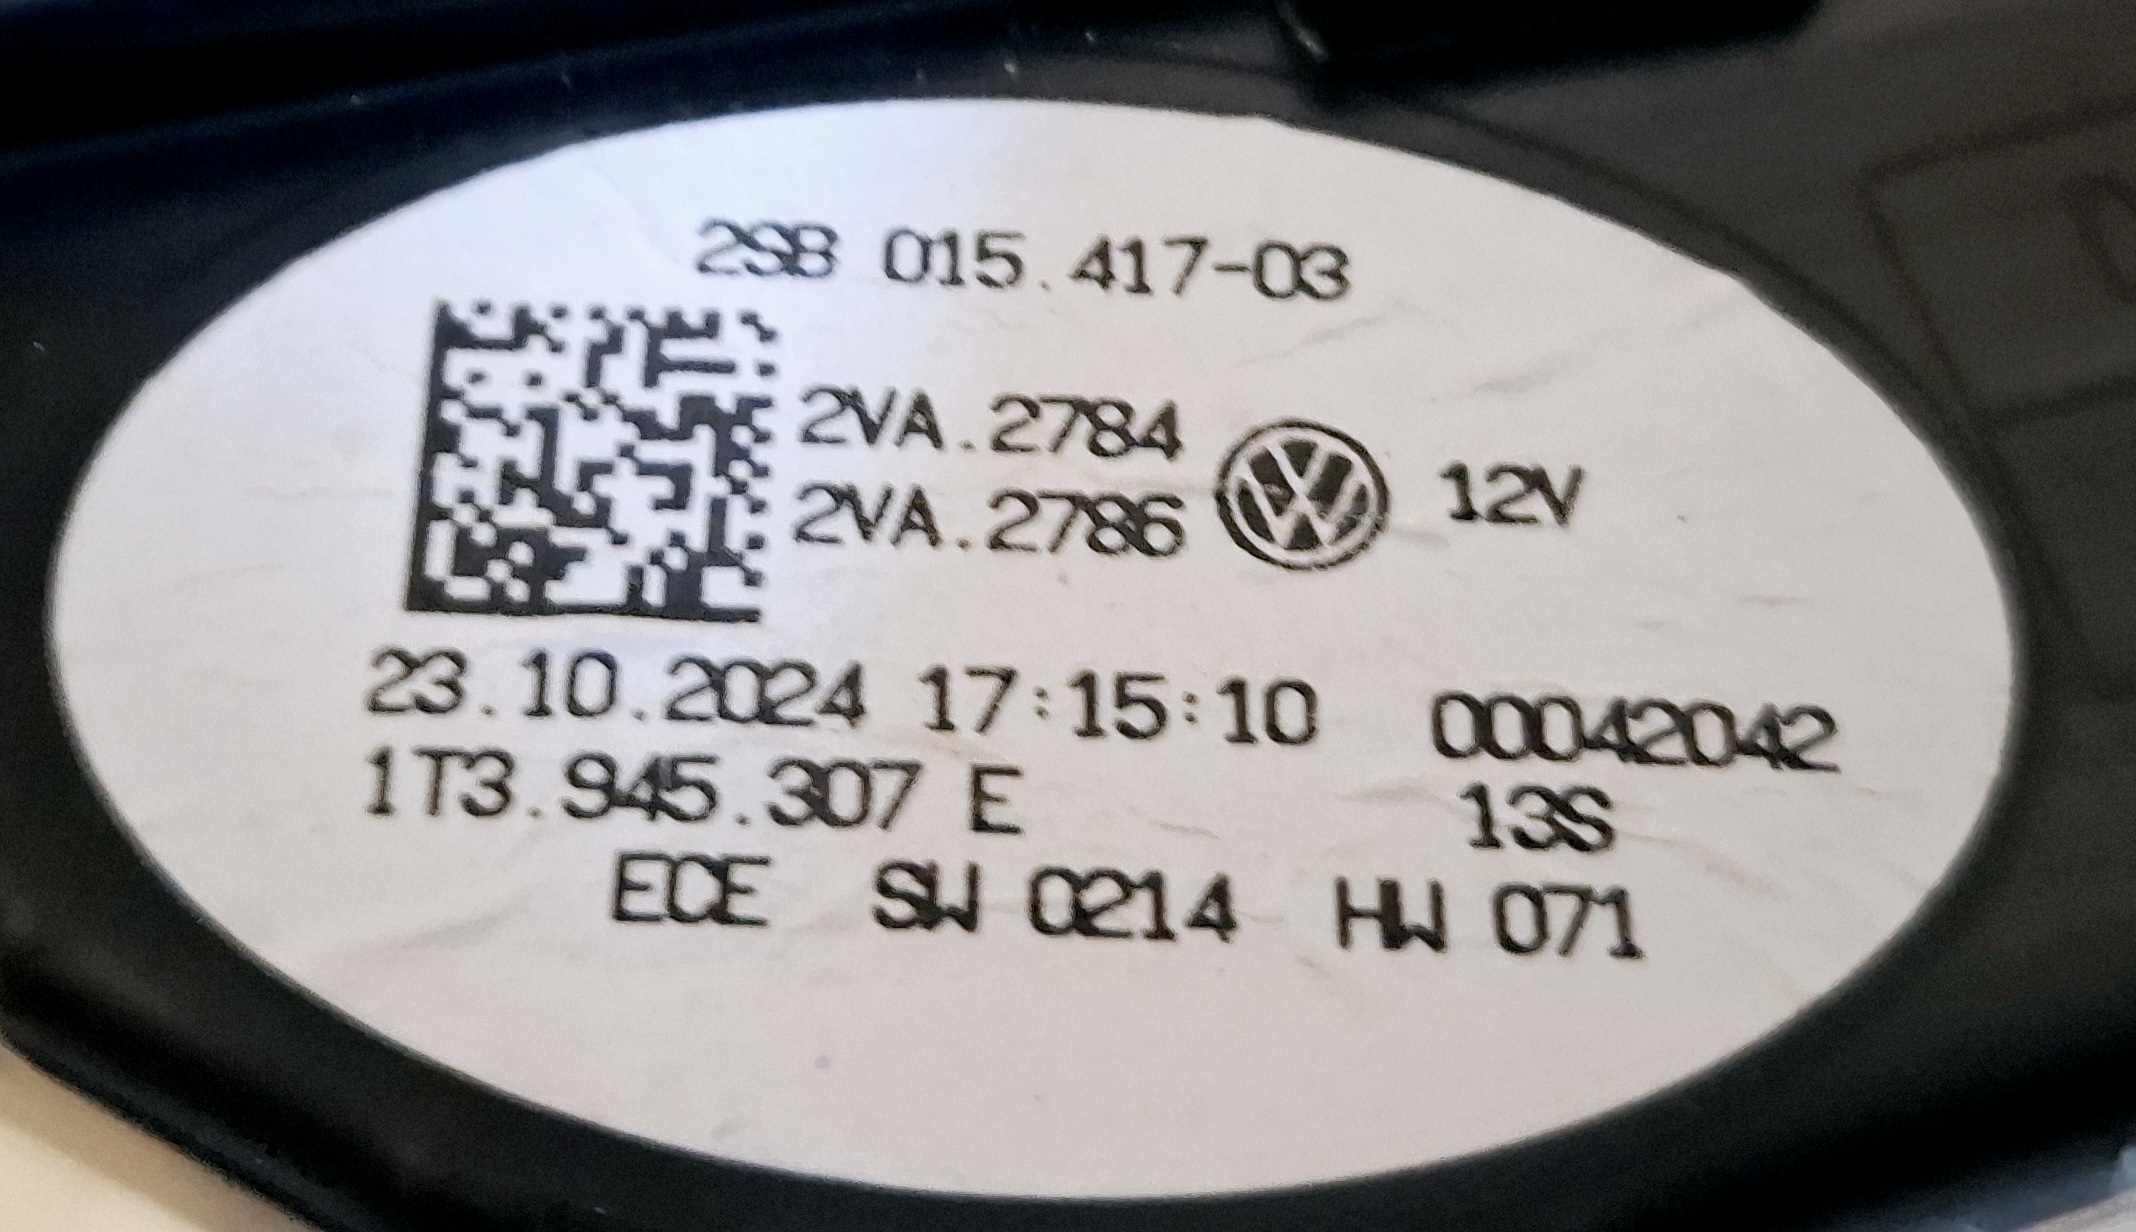 2SB 015.417-03
2VA.2784
2VA.2786 12V
23.10.2024 17:15:10 00042042
1T3.945.307 E 13S
ECE SW 0214 HW 071